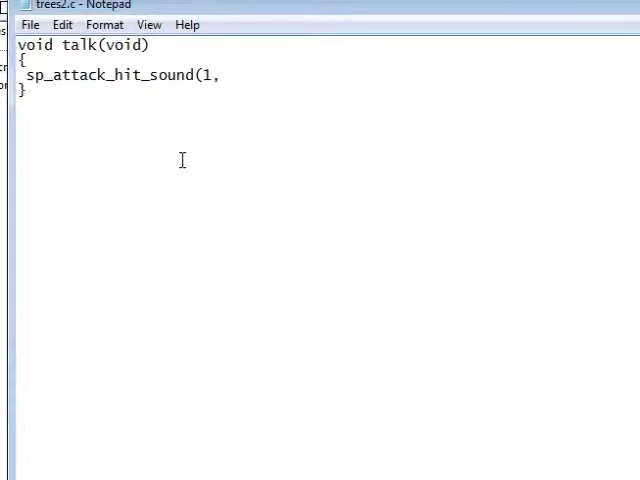 trees2.c - Notepad
File Edit Format View Help
void talk(void)
{
sp_attack_hit_sound(1,
}